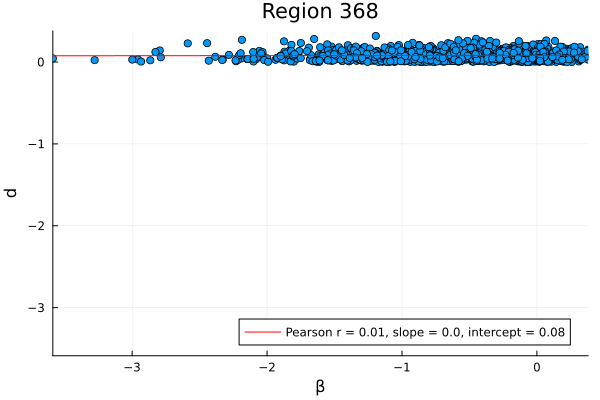 Region 368
0
−1
−2
−3
d
Pearson r = 0.01, slope = 0.0, intercept = 0.08
−3 −2 −1 0
β